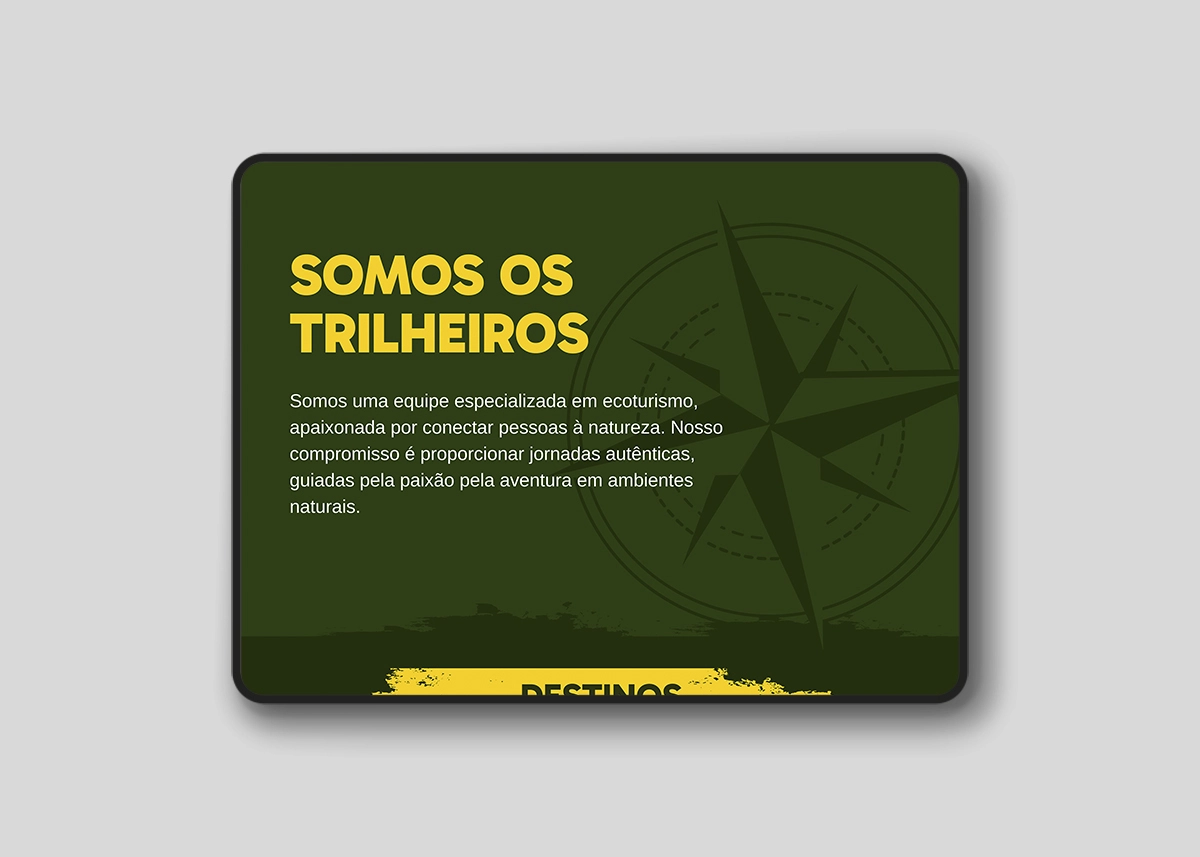 SOMOS OS
TRILHEIROS
Somos uma equipe especializada em ecoturismo,
apaixonada por conectar pessoas à natureza. Nosso
compromisso é proporcionar jornadas autênticas,
guiadas pela paixão pela aventura em ambientes
naturais.
DESTINOS